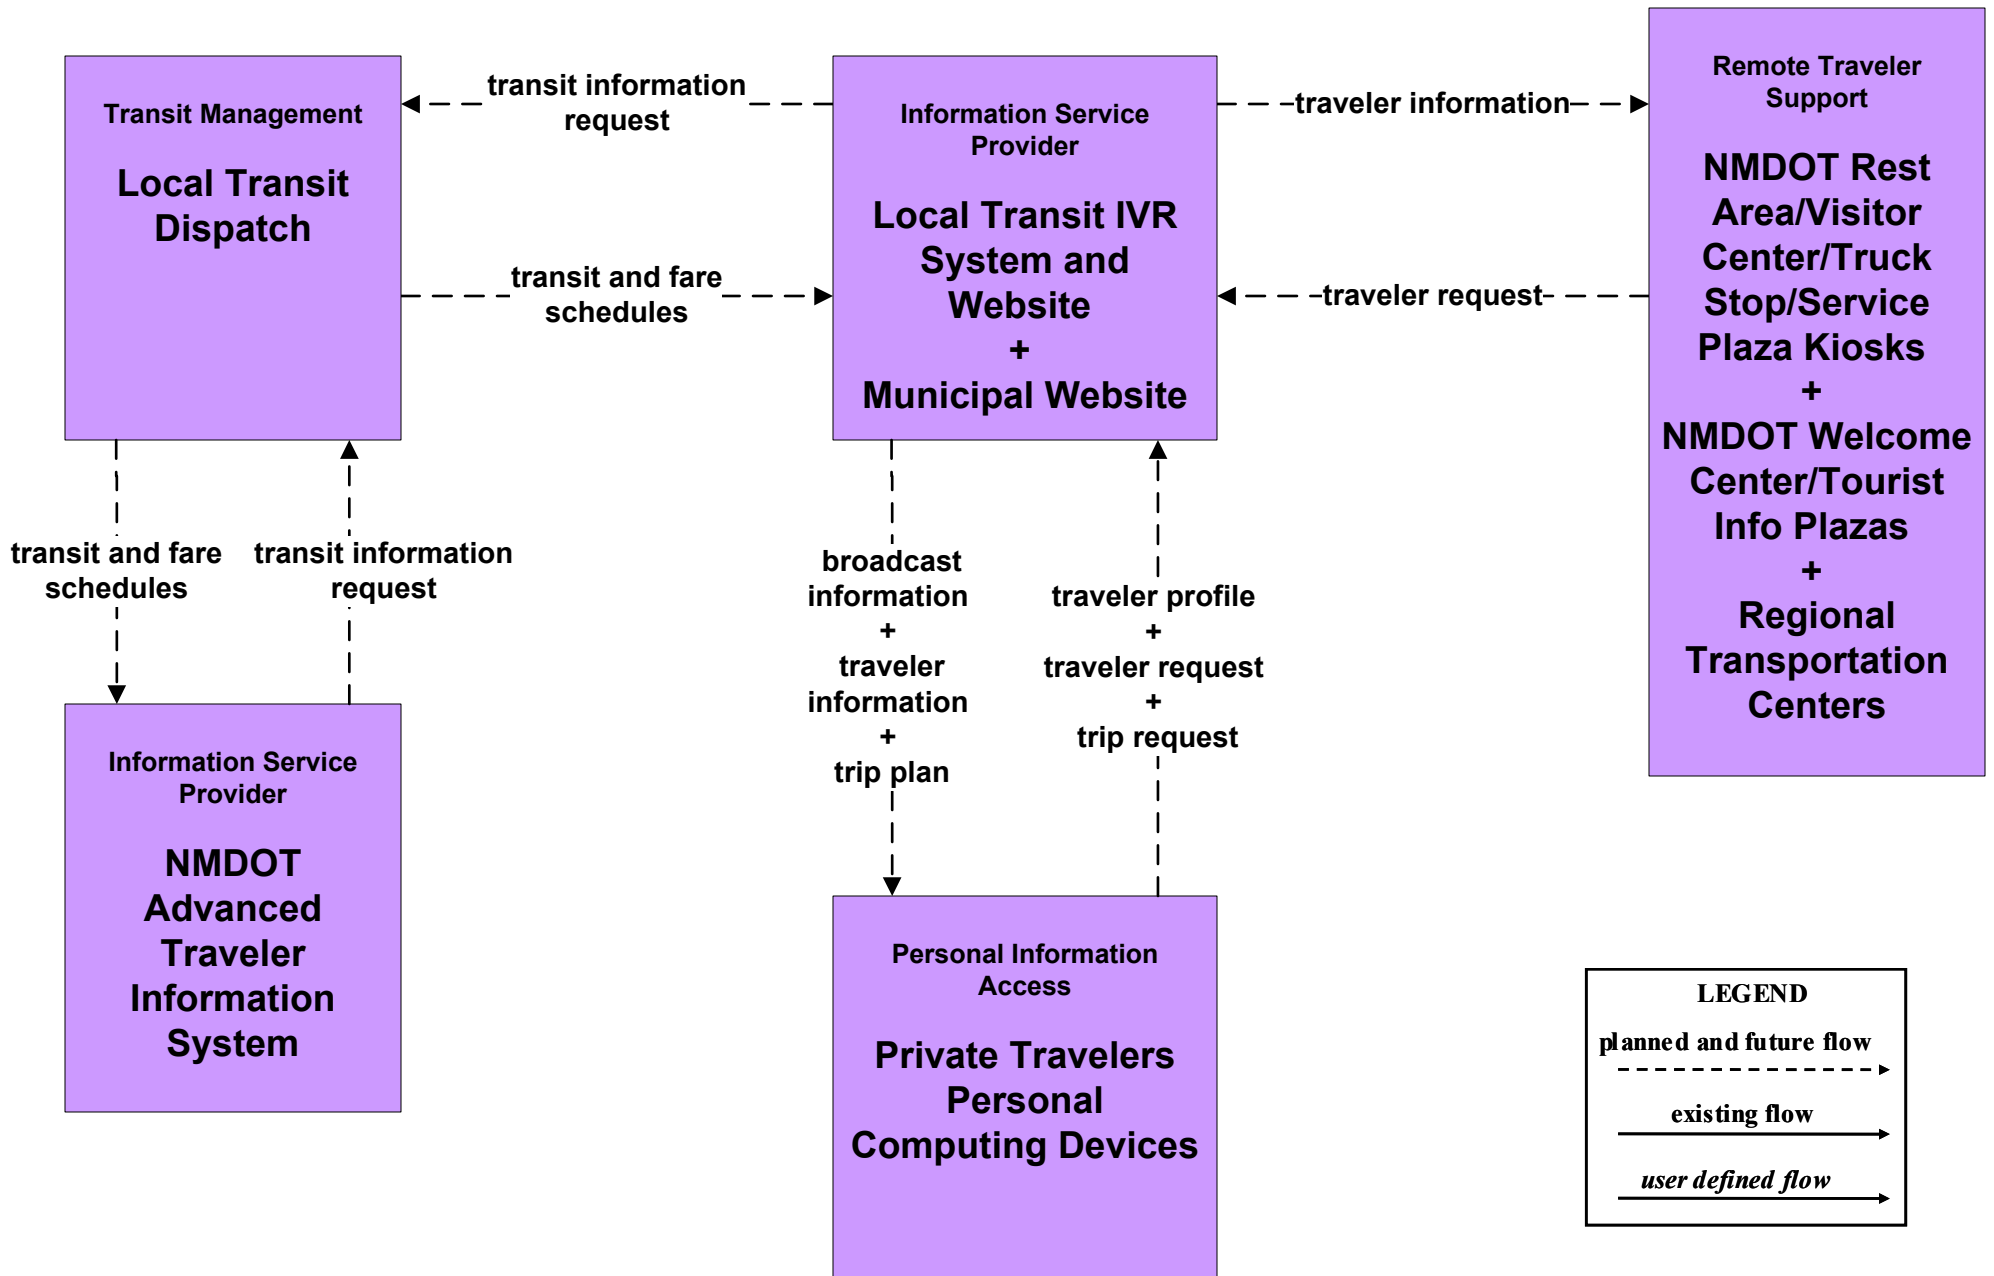 Transit Management
Local Transit
Dispatch
transit information
request
transit and fare
schedules
Information Service
Provider
Local Transit IVR
System and
Website
+
Municipal Website
traveler information
traveler request
Remote Traveler
Support
NMDOT Rest
Area/Visitor
Center/Truck
Stop/Service
Plaza Kiosks
+
NMDOT Welcome
Center/Tourist
Info Plazas
+
Regional
Transportation
Centers
transit and fare
schedules
transit information
request
broadcast
information
+
traveler
information
+
trip plan
traveler profile
+
traveler request
+
trip request
Information Service
Provider
NMDOT
Advanced
Traveler
Information
System
Personal Information
Access
Private Travelers
Personal
Computing Devices
LEGEND
planned and future flow
existing flow
user defined flow